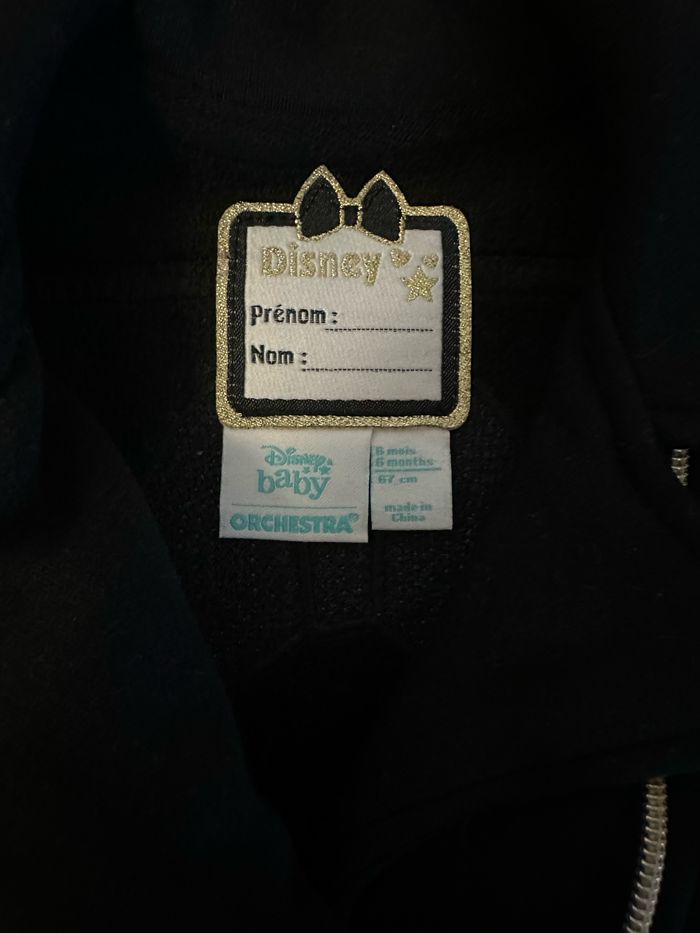 Disney
Prénom :
Nom :
Disney
baby
ORCHESTRA
6 mois
6 months
67 cm
made in
China